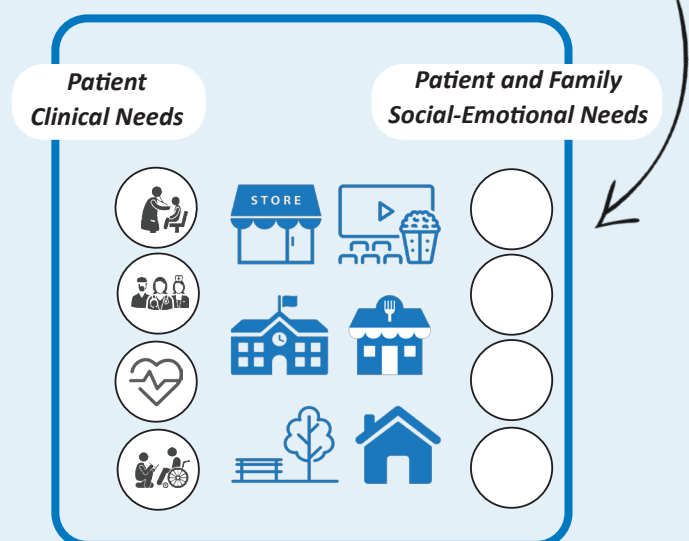 Patient
Clinical Needs
Patient and Family
Social-Emotional Needs
STORE